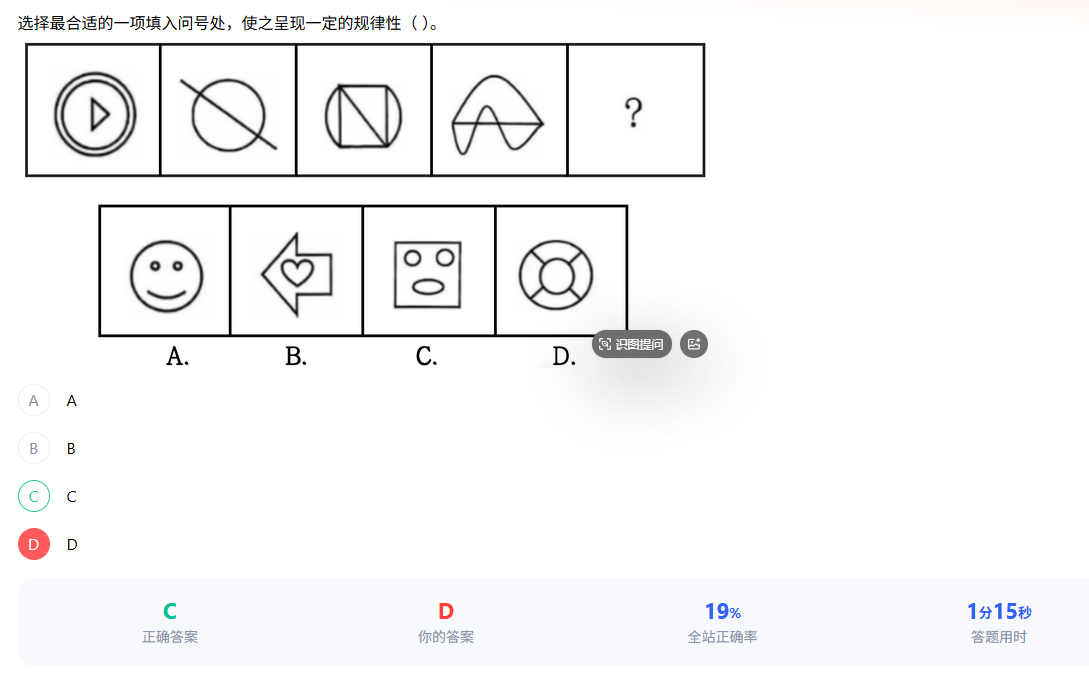 选择最合适的一项填入问号处，使之呈现一定的规律性（ ）。
？
A. B. C. D.
识图提问
A A
B B
C C
D D
C D 19% 1分15秒
正确答案 你的答案 全站正确率 答题用时